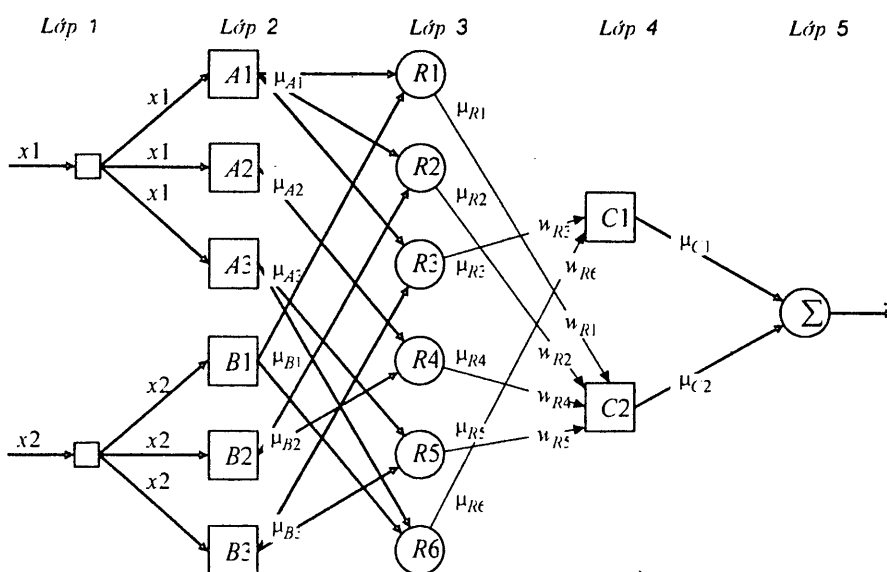 Lớp 1 Lớp 2 Lớp 3 Lớp 4 Lớp 5
A1 μA1 R1
x1 μR1
x1 x1 A2 R2
μA2 μR2
x1 C1
wR3 μC1
A3 μA3 R3 μR3 wR6
Σ
wR1
B1 μB1 R4 μR4 wR2
x2 wR4 C2 μC2
x2 x2 B2 μB2 R5 μR5 wR5
x2
μR6
B3 μB3 R6